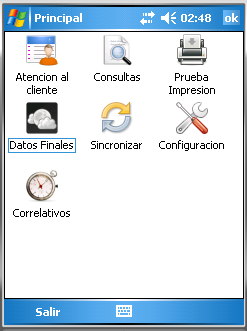 Principal 02:48 ok
Atencion al cliente
Consultas
Prueba Impresion
Datos Finales
Sincronizar
Configuracion
Correlativos
Salir